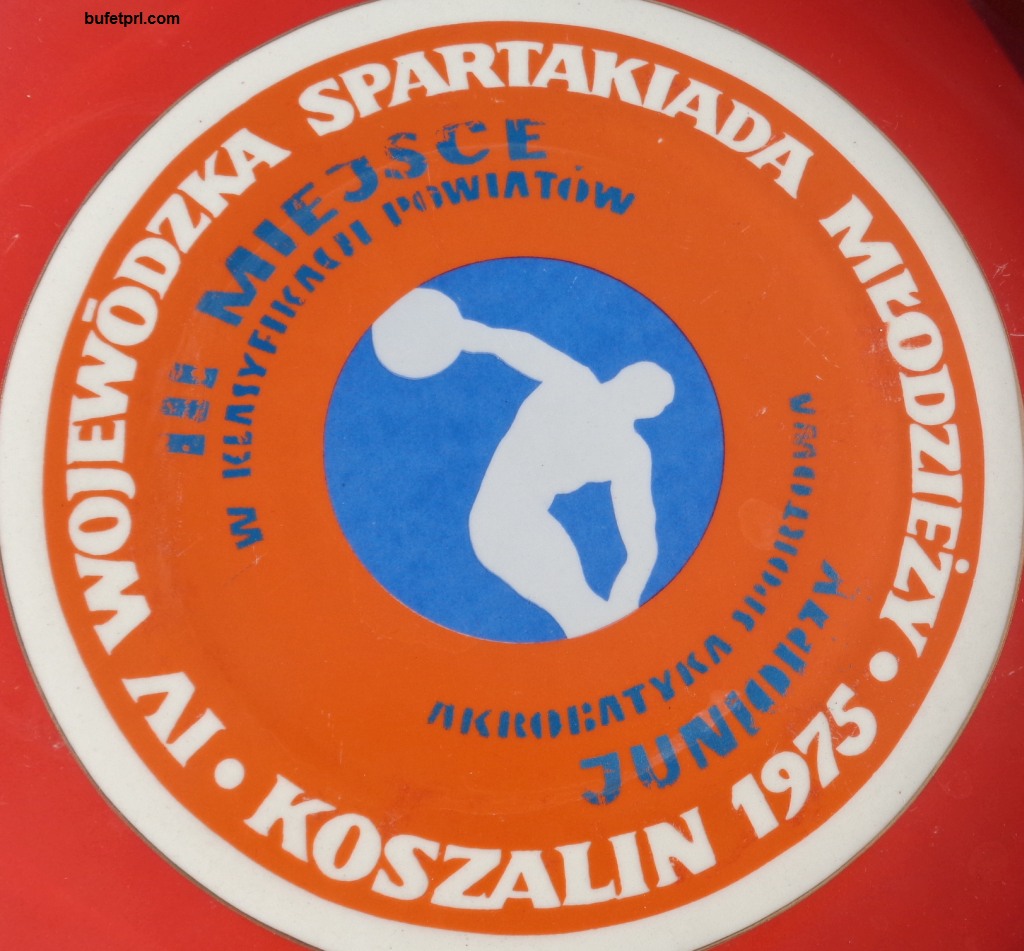 bufetprl.com
IV WOJEWÓDZKA SPARTAKIADA MŁODZIEŻY •
KOSZALIN 1975 •
III MIEJSCE
W KLASYFIKACJI POWIATÓW
AKROBATYKA SPORTOWA
JUNIORZY